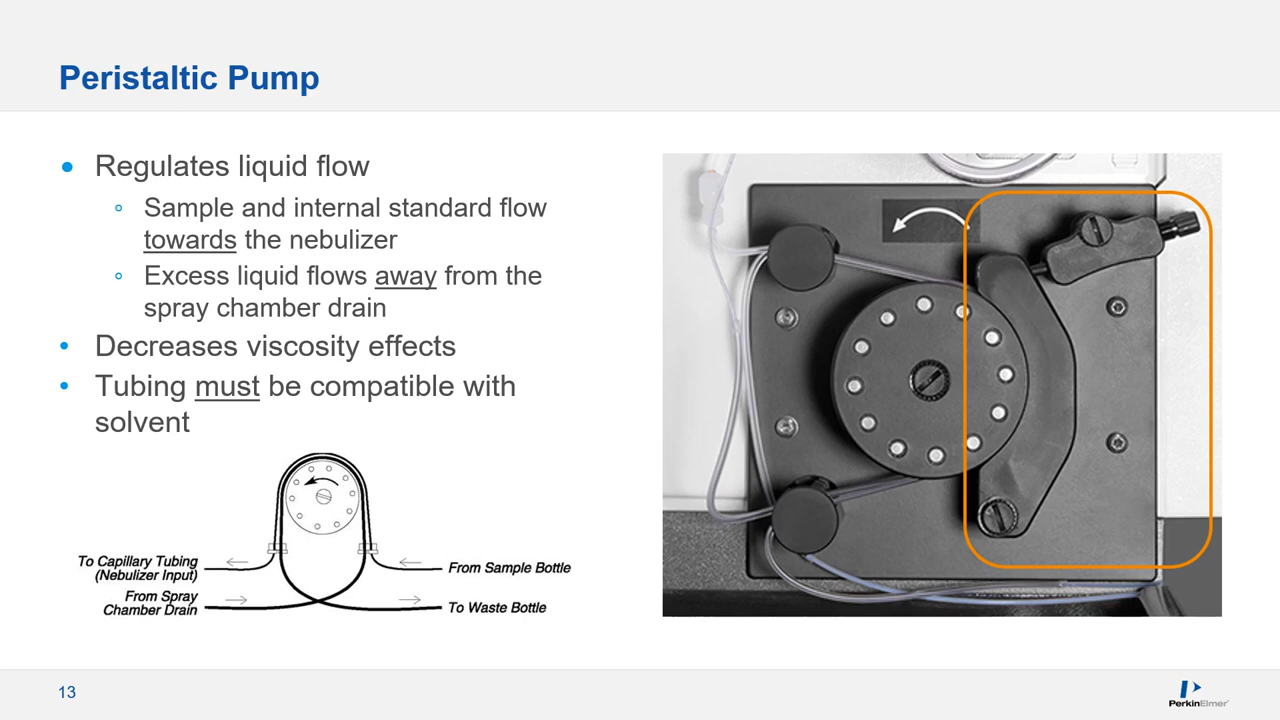 Peristaltic Pump
• Regulates liquid flow
◦ Sample and internal standard flow
towards the nebulizer
◦ Excess liquid flows away from the
spray chamber drain
• Decreases viscosity effects
• Tubing must be compatible with
solvent
To Capillary Tubing
(Nebulizer Input)
From Sample Bottle
From Spray
Chamber Drain
To Waste Bottle
13
PerkinElmer